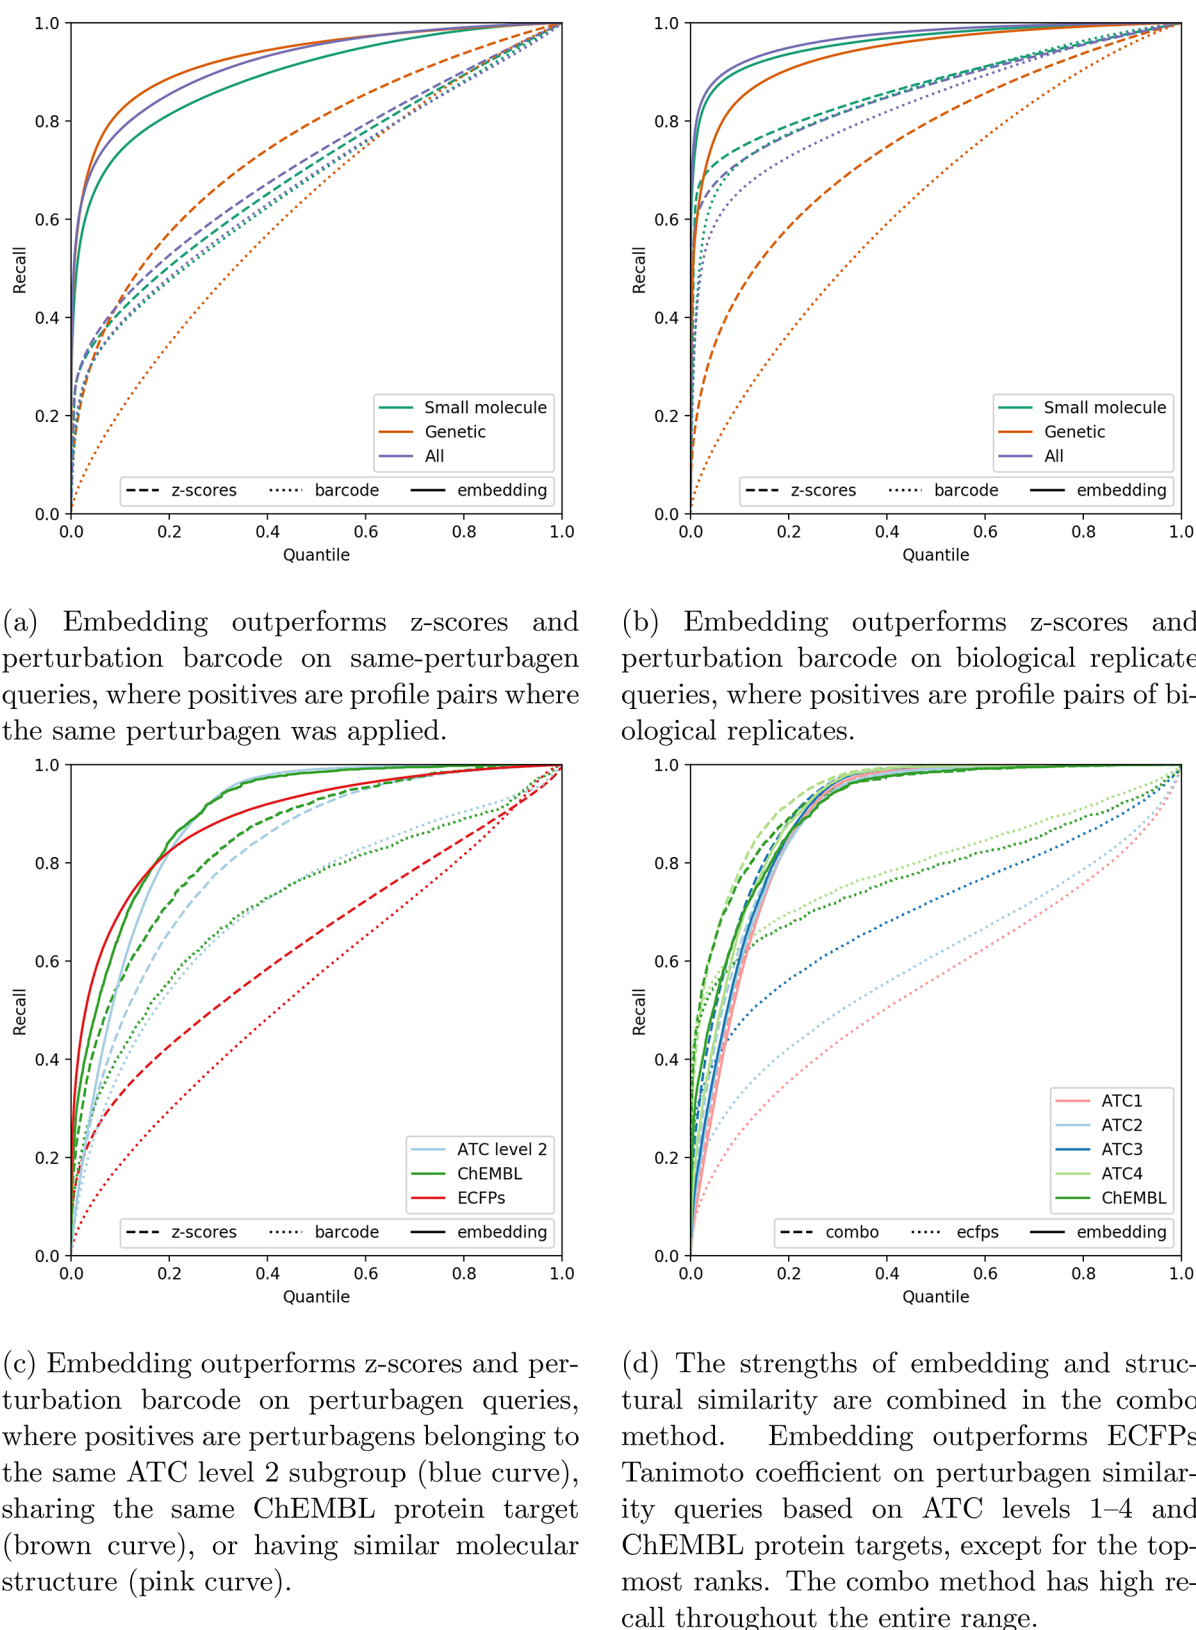 1.0
0.8
0.6
0.4
0.2
0.0
Recall
0.0 0.2 0.4 0.6 0.8 1.0
Quantile
Small molecule
Genetic
All
z-scores barcode embedding
1.0
0.8
0.6
0.4
0.2
0.0
Recall
0.0 0.2 0.4 0.6 0.8 1.0
Quantile
Small molecule
Genetic
All
z-scores barcode embedding
(a) Embedding outperforms z-scores and
perturbation barcode on same-perturbagen
queries, where positives are profile pairs where
the same perturbagen was applied.
(b) Embedding outperforms z-scores and
perturbation barcode on biological replicate
queries, where positives are profile pairs of bi-
ological replicates.
1.0
0.8
0.6
0.4
0.2
0.0
Recall
0.0 0.2 0.4 0.6 0.8 1.0
Quantile
ATC level 2
ChEMBL
ECFPs
z-scores barcode embedding
1.0
0.8
0.6
0.4
0.2
0.0
Recall
0.0 0.2 0.4 0.6 0.8 1.0
Quantile
ATC1
ATC2
ATC3
ATC4
ChEMBL
combo ecfps embedding
(c) Embedding outperforms z-scores and per-
turbation barcode on perturbagen queries,
where positives are perturbagens belonging to
the same ATC level 2 subgroup (blue curve),
sharing the same ChEMBL protein target
(brown curve), or having similar molecular
structure (pink curve).
(d) The strengths of embedding and struc-
tural similarity are combined in the combo
method. Embedding outperforms ECFPs
Tanimoto coefficient on perturbagen similar-
ity queries based on ATC levels 1–4 and
ChEMBL protein targets, except for the top-
most ranks. The combo method has high re-
call throughout the entire range.